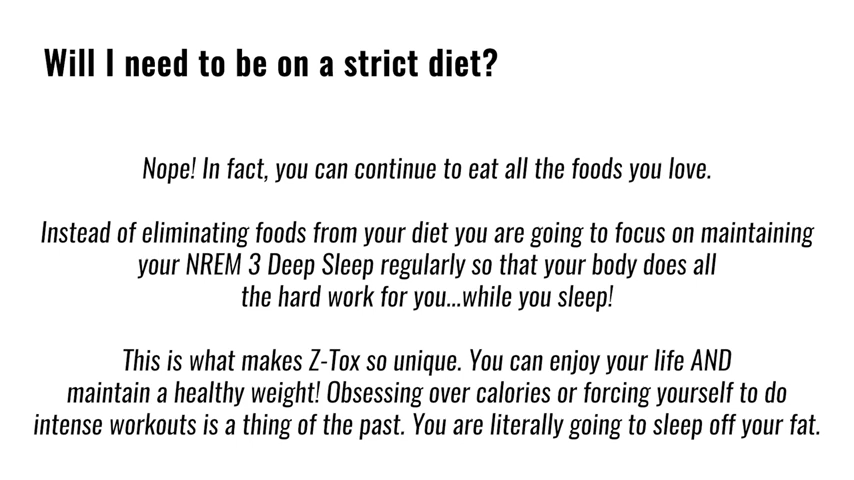 Will I need to be on a strict diet?
Nope! In fact, you can continue to eat all the foods you love.
Instead of eliminating foods from your diet you are going to focus on maintaining
your NREM 3 Deep Sleep regularly so that your body does all
the hard work for you...while you sleep!
This is what makes Z-Tox so unique. You can enjoy your life AND
maintain a healthy weight! Obsessing over calories or forcing yourself to do
intense workouts is a thing of the past. You are literally going to sleep off your fat.